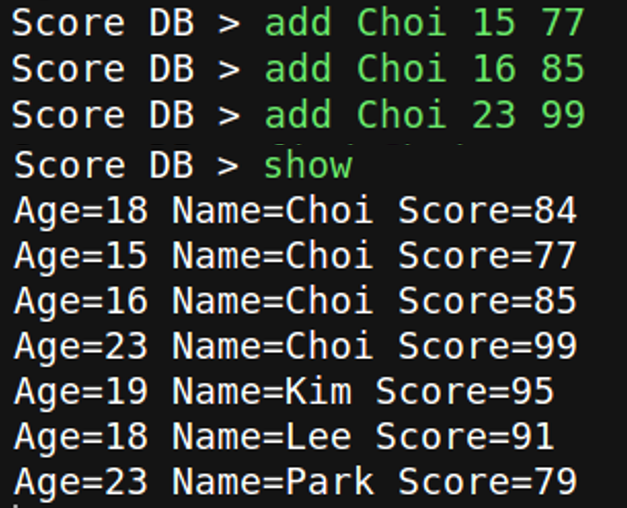 Score DB > add Choi 15 77
Score DB > add Choi 16 85
Score DB > add Choi 23 99
Score DB > show
Age=18 Name=Choi Score=84
Age=15 Name=Choi Score=77
Age=16 Name=Choi Score=85
Age=23 Name=Choi Score=99
Age=19 Name=Kim Score=95
Age=18 Name=Lee Score=91
Age=23 Name=Park Score=79